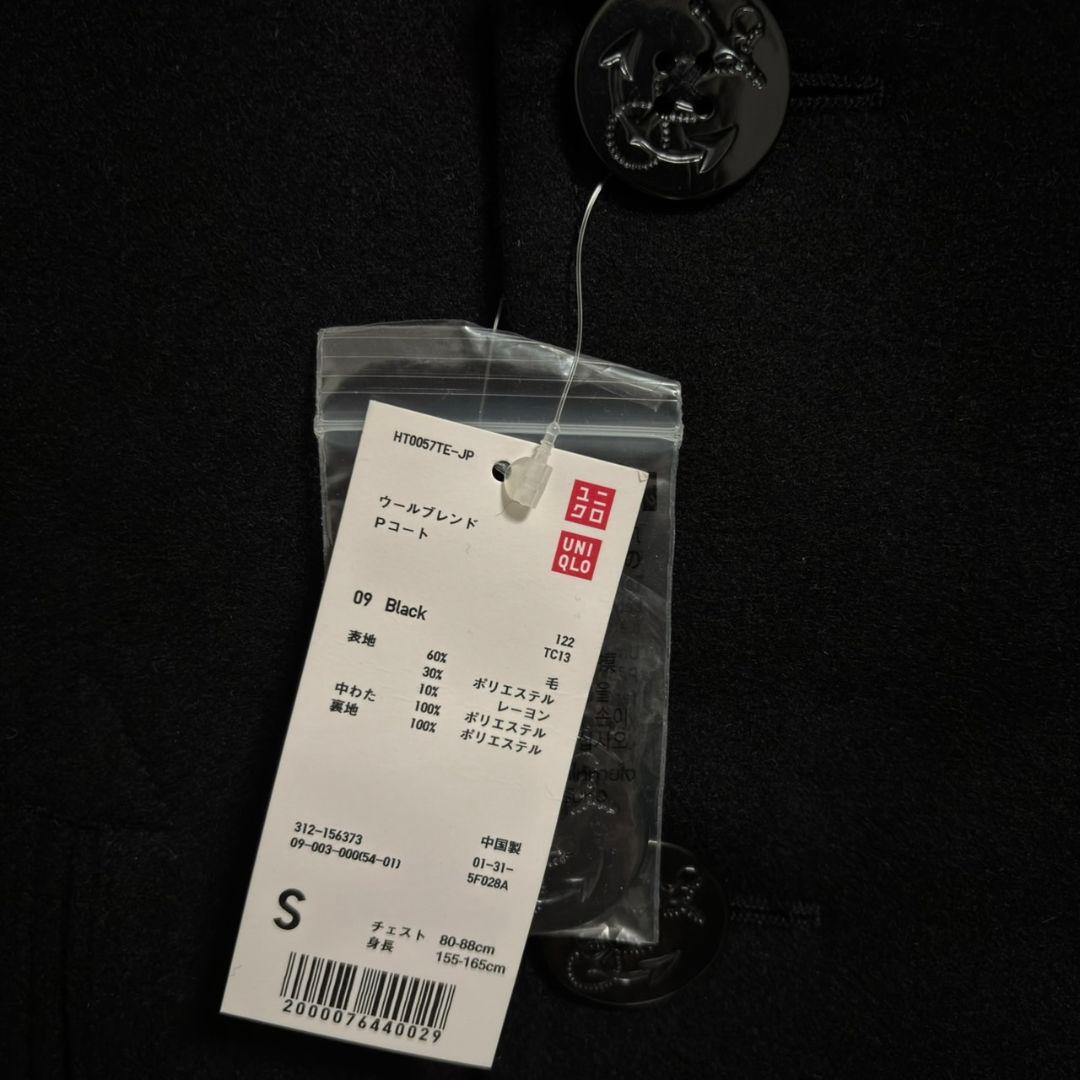 HT0057TE-JP
ユニ
クロ
UNI
QLO
ウールブレンド
Pコート
09 Black
122
TC13
表地 60% 毛
30% ポリエステル
10% レーヨン
中わた 100% ポリエステル
裏地 100% ポリエステル
312-156373
09-003-000(54-01)
中国製
01-31-
5F028A
S
チェスト 80-88cm
身長 155-165cm
2000076440029